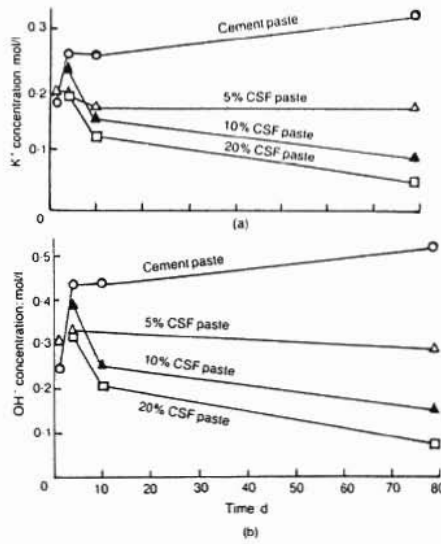 K⁺ concentration mol/l
0·3
0·2
0·1
0
Cement paste
5% CSF paste
10% CSF paste
20% CSF paste
(a)
OH⁻ concentration: mol/l
0·5
0·4
0·3
0·2
0·1
0
Cement paste
5% CSF paste
10% CSF paste
20% CSF paste
10 20 30 40 50 60 70 80
Time d
(b)